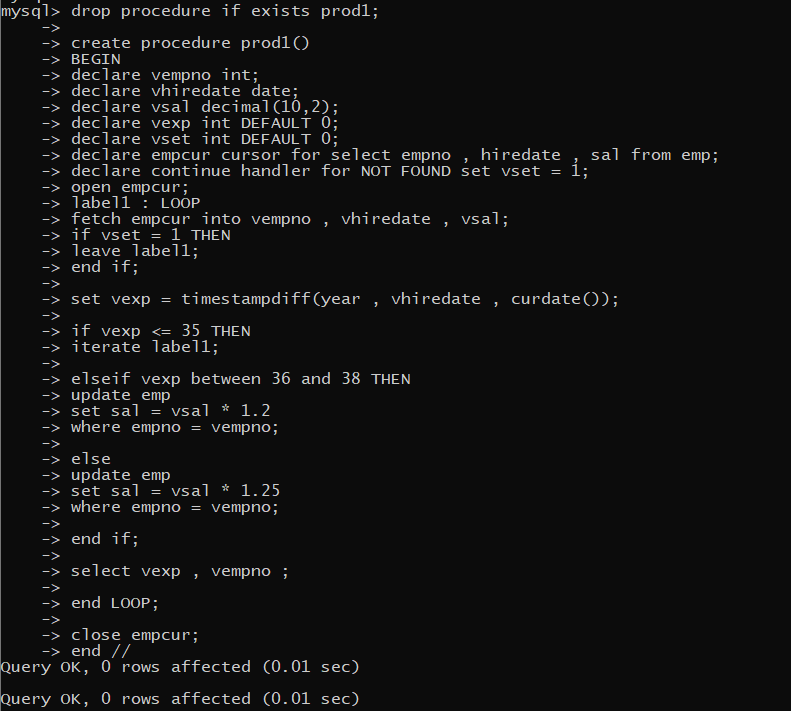 mysql> drop procedure if exists prod1;
    ->
    -> create procedure prod1()
    -> BEGIN
    -> declare vempno int;
    -> declare vhiredate date;
    -> declare vsal decimal(10,2);
    -> declare vexp int DEFAULT 0;
    -> declare vset int DEFAULT 0;
    -> declare empcur cursor for select empno , hiredate , sal from emp;
    -> declare continue handler for NOT FOUND set vset = 1;
    -> open empcur;
    -> label1 : LOOP
    -> fetch empcur into vempno , vhiredate , vsal;
    -> if vset = 1 THEN
    -> leave label1;
    -> end if;
    ->
    -> set vexp = timestampdiff(year , vhiredate , curdate());
    ->
    -> if vexp <= 35 THEN
    -> iterate label1;
    ->
    -> elseif vexp between 36 and 38 THEN
    -> update emp
    -> set sal = vsal * 1.2
    -> where empno = vempno;
    ->
    -> else
    -> update emp
    -> set sal = vsal * 1.25
    -> where empno = vempno;
    ->
    -> end if;
    ->
    -> select vexp , vempno ;
    ->
    -> end LOOP;
    ->
    -> close empcur;
    -> end //
Query OK, 0 rows affected (0.01 sec)

Query OK, 0 rows affected (0.01 sec)